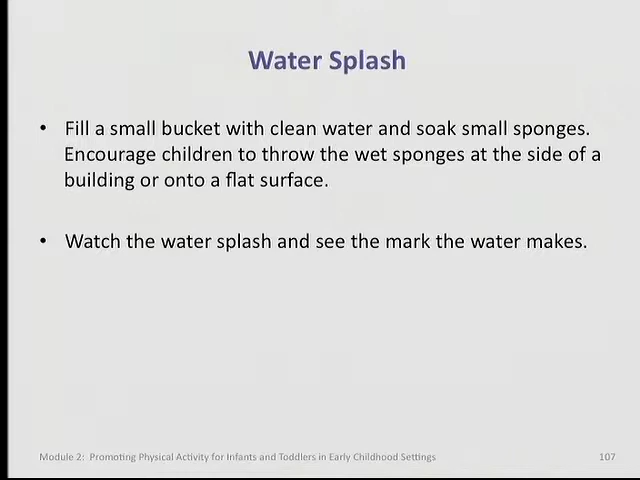 Water Splash
• Fill a small bucket with clean water and soak small sponges.
Encourage children to throw the wet sponges at the side of a
building or onto a flat surface.
• Watch the water splash and see the mark the water makes.
Module 2: Promoting Physical Activity for Infants and Toddlers in Early Childhood Settings 107